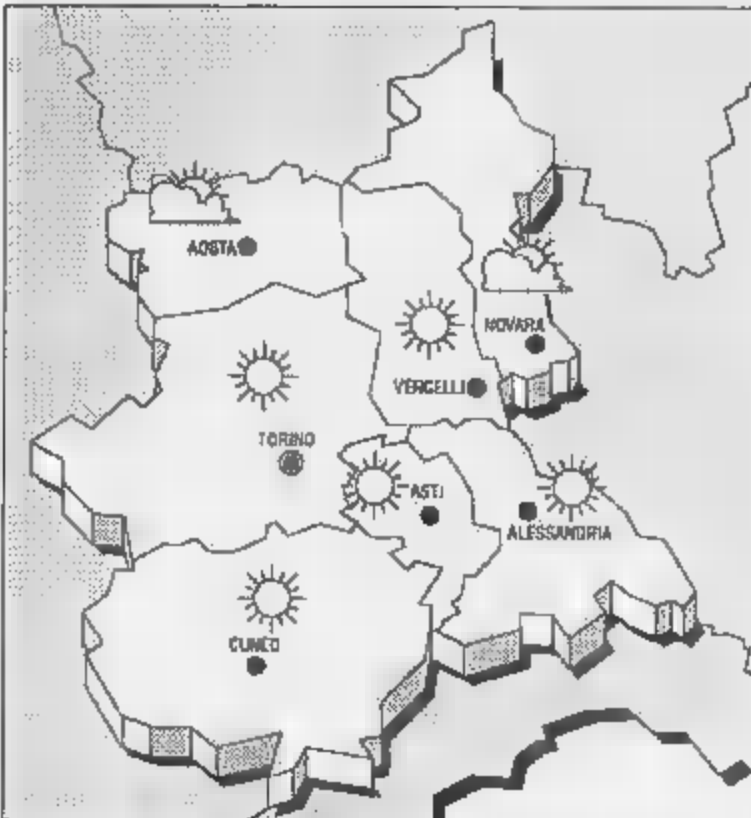 AOSTA
NOVARA
VERCELLI
TORINO
ASTI
ALESSANDRIA
CUNEO